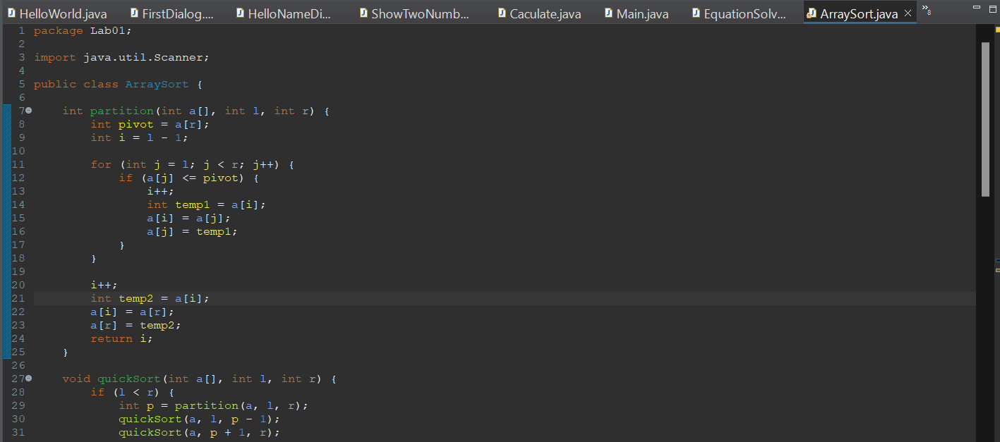 HelloWorld.java FirstDialog.... HelloNameDi... ShowTwoNumb... Caculate.java Main.java EquationSolv... ArraySort.java » 8
1 package Lab01;
2
3 import java.util.Scanner;
4
5 public class ArraySort {
6
7 int partition(int a[], int l, int r) {
8 int pivot = a[r];
9 int i = l - 1;
10
11 for (int j = l; j < r; j++) {
12 if (a[j] <= pivot) {
13 i++;
14 int temp1 = a[i];
15 a[i] = a[j];
16 a[j] = temp1;
17 }
18 }
19
20 i++;
21 int temp2 = a[i];
22 a[i] = a[r];
23 a[r] = temp2;
24 return i;
25 }
26
27 void quickSort(int a[], int l, int r) {
28 if (l < r) {
29 int p = partition(a, l, r);
30 quickSort(a, l, p - 1);
31 quickSort(a, p + 1, r);